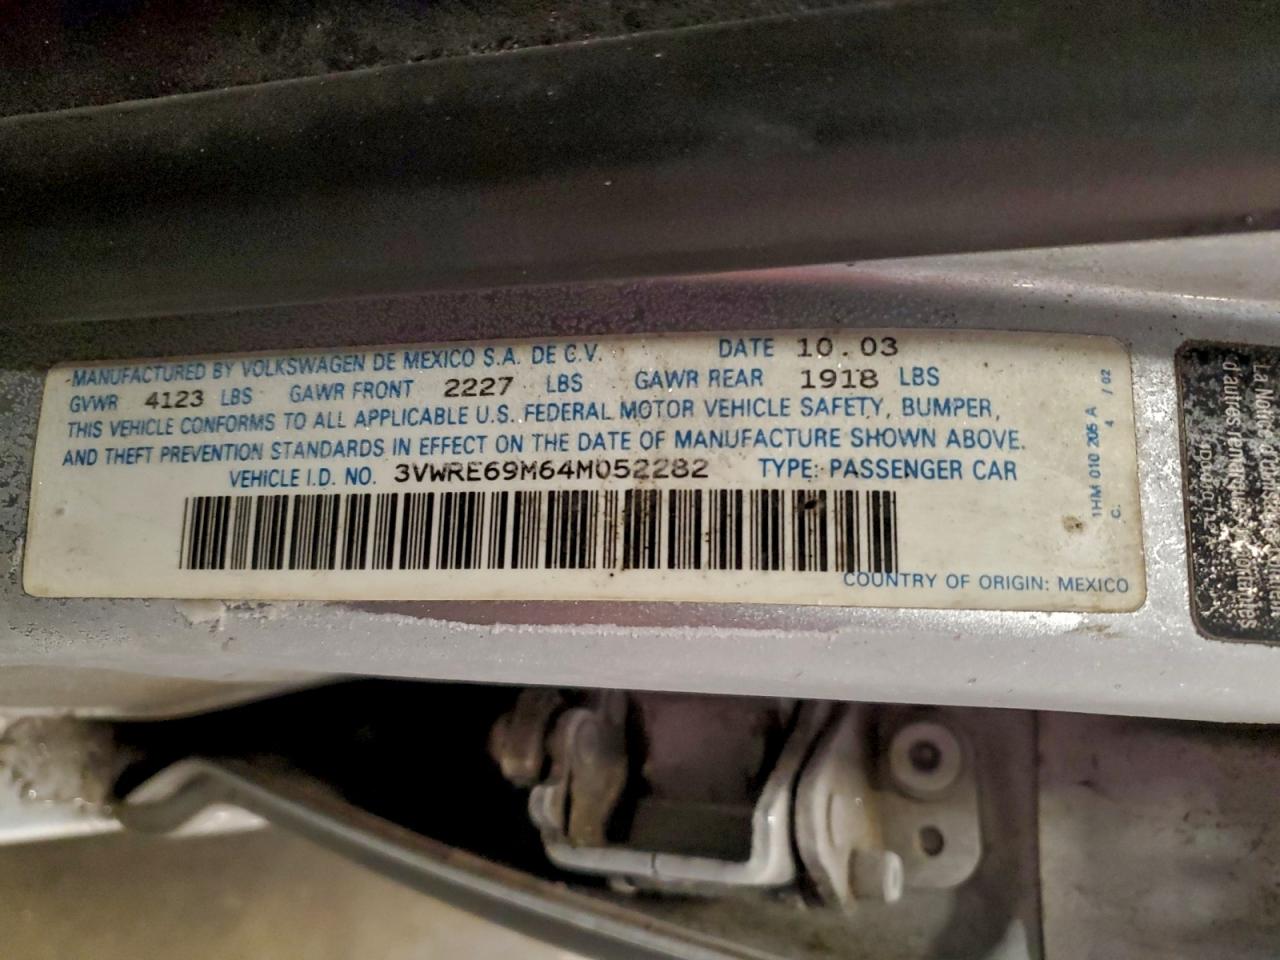 MANUFACTURED BY VOLKSWAGEN DE MEXICO S.A. DE C.V. DATE 10.03
GVWR 4123 LBS GAWR FRONT 2227 LBS GAWR REAR 1918 LBS
THIS VEHICLE CONFORMS TO ALL APPLICABLE U.S. FEDERAL MOTOR VEHICLE SAFETY, BUMPER,
AND THEFT PREVENTION STANDARDS IN EFFECT ON THE DATE OF MANUFACTURE SHOWN ABOVE.
VEHICLE I.D. NO. 3VWRE69M64M052282 TYPE: PASSENGER CAR
COUNTRY OF ORIGIN: MEXICO
1HM 010 205 A
C. 4 / 02